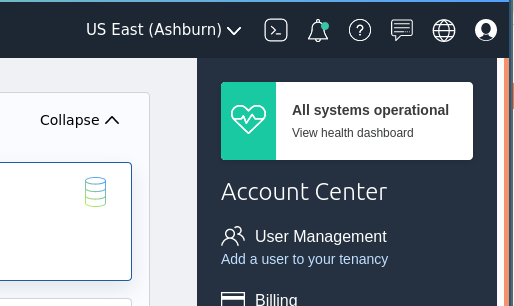 US East (Ashburn)
All systems operational
Collapse
View health dashboard
Account Center
User Management
Add a user to your tenancy
Billing